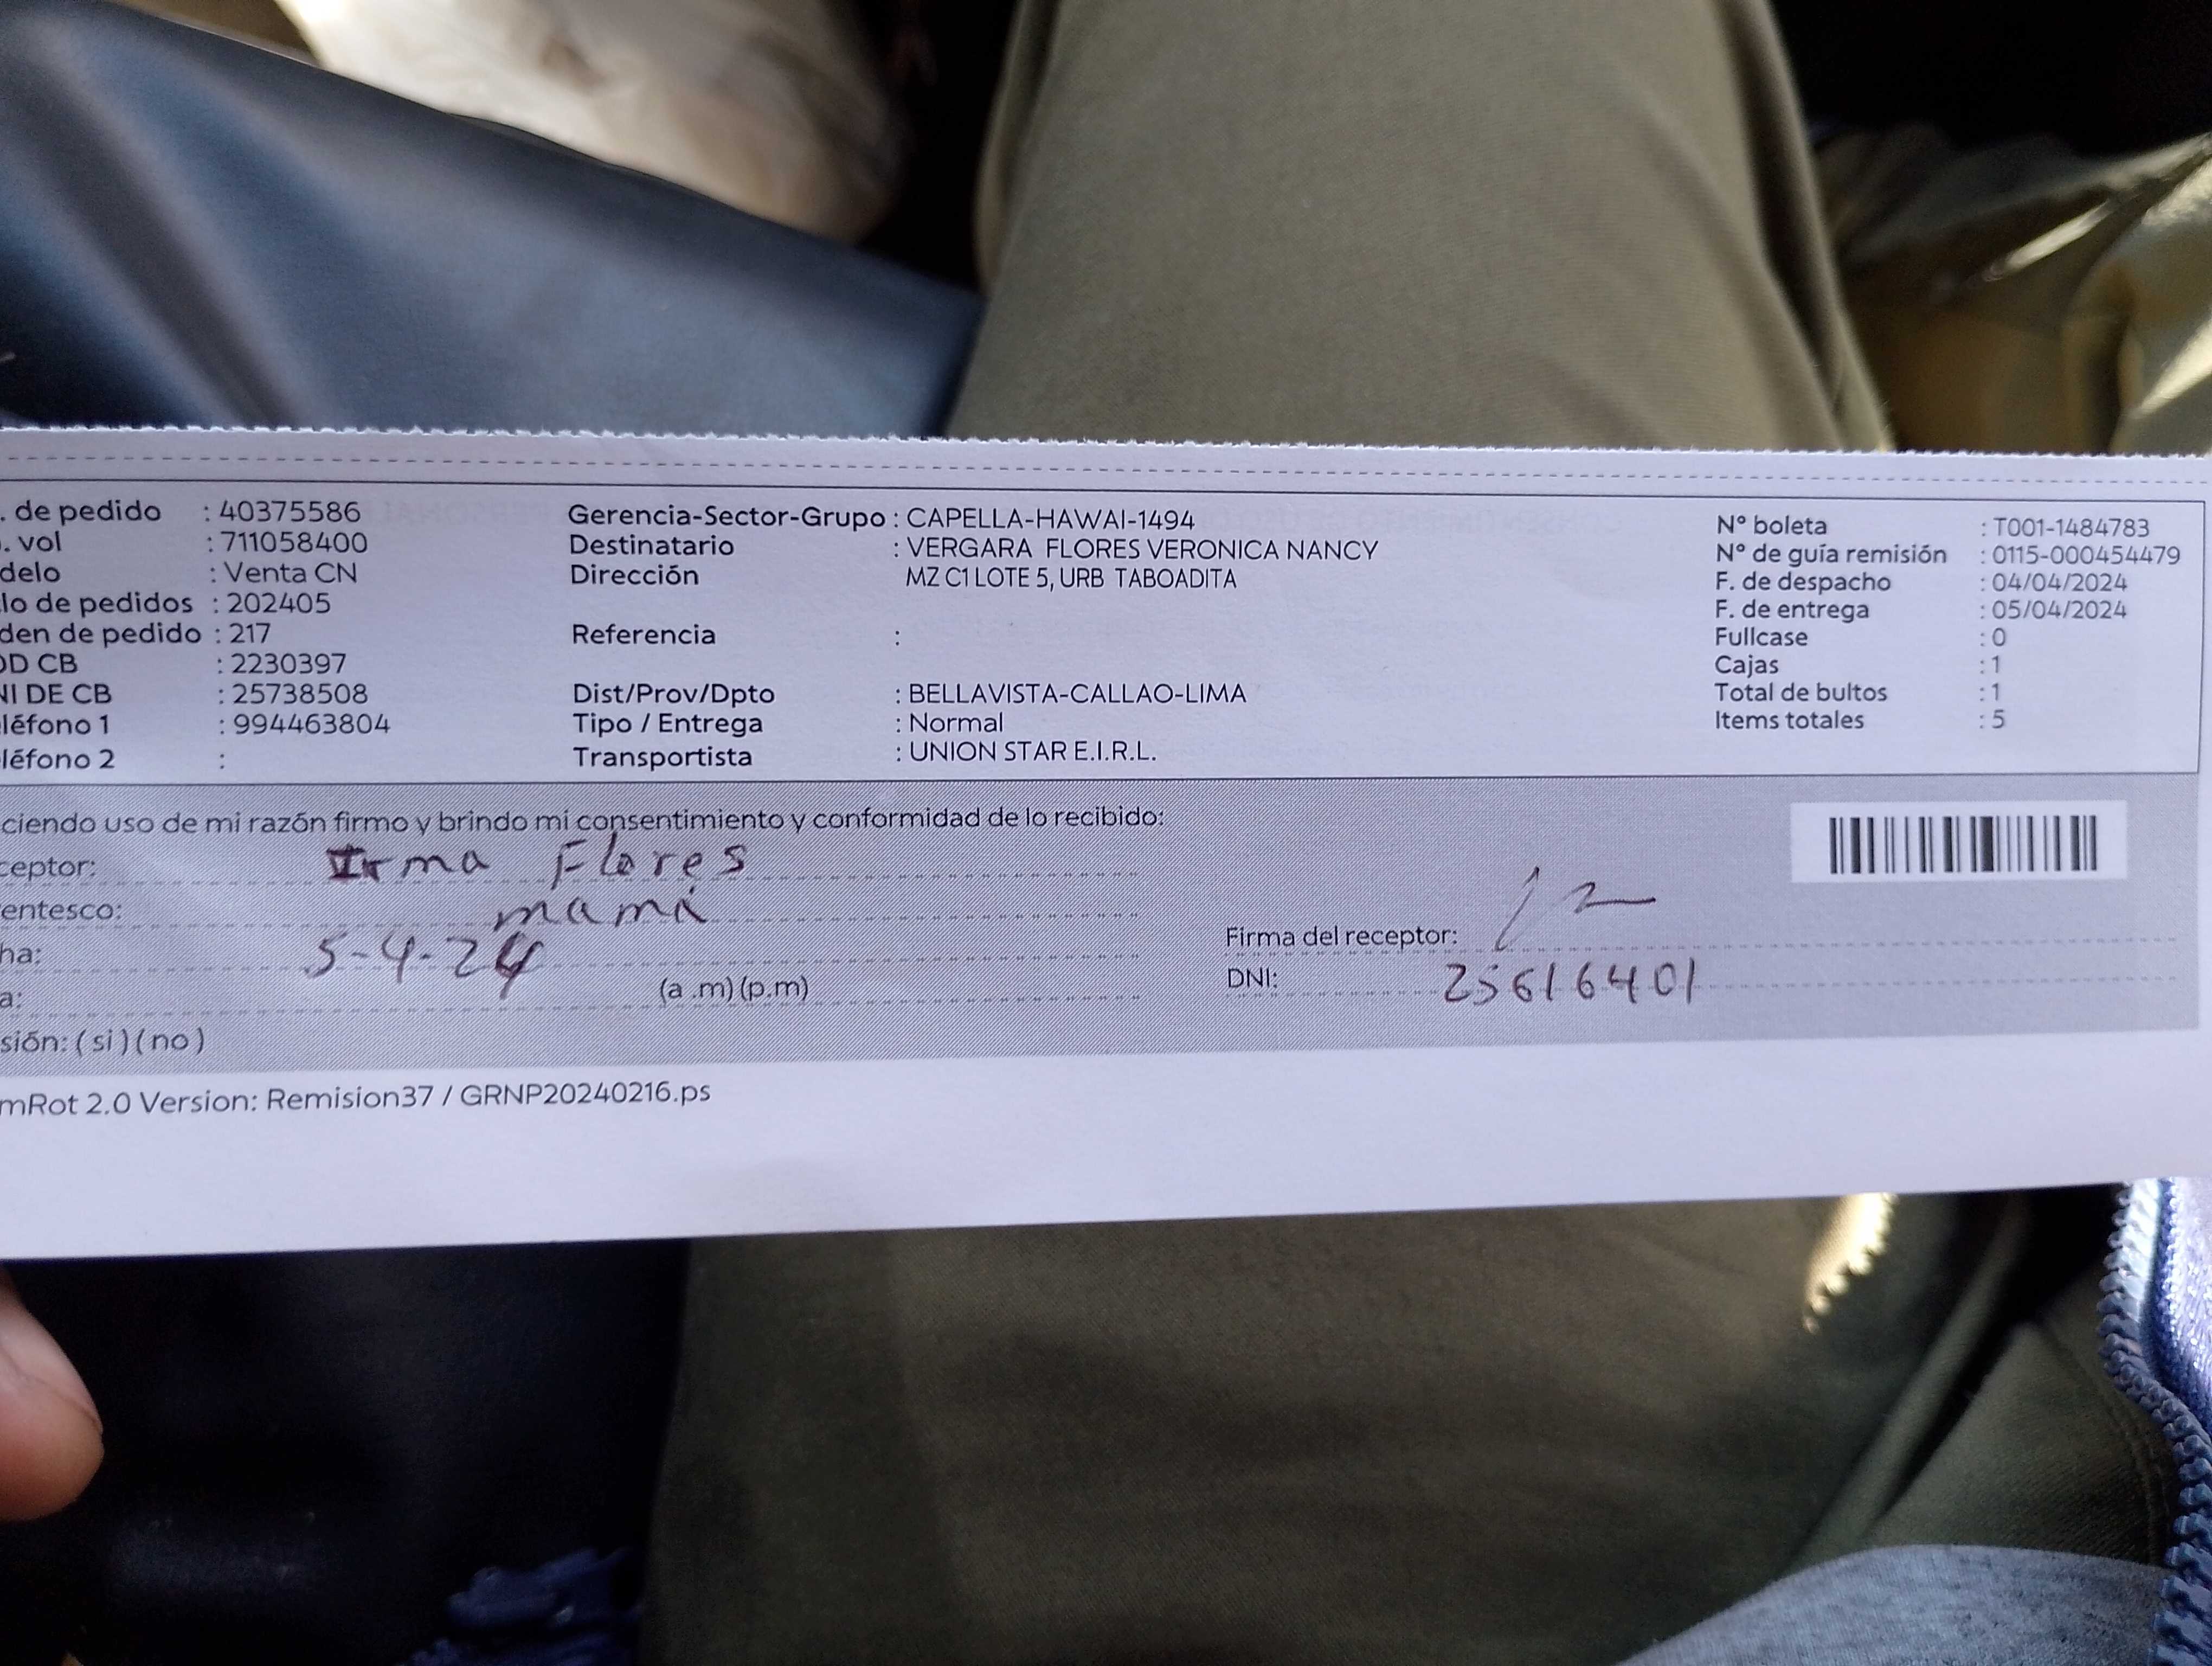 . de pedido : 40375586
. vol : 711058400
delo : Venta CN
lo de pedidos : 202405
den de pedido : 217
OD CB : 2230397
NI DE CB : 25738508
léfono 1 : 994463804
léfono 2 :
Gerencia-Sector-Grupo : CAPELLA-HAWAI-1494
Destinatario : VERGARA FLORES VERONICA NANCY
Dirección MZ C1 LOTE 5, URB TABOADITA
Referencia :
Dist/Prov/Dpto : BELLAVISTA-CALLAO-LIMA
Tipo / Entrega : Normal
Transportista : UNION STAR E.I.R.L.
N° boleta : T001-1484783
N° de guía remisión : 0115-000454479
F. de despacho : 04/04/2024
F. de entrega : 05/04/2024
Fullcase : 0
Cajas : 1
Total de bultos : 1
Items totales : 5
ciendo uso de mi razón firmo y brindo mi consentimiento y conformidad de lo recibido:
ceptor: Irma Flores
entesco: mamá
ha: 5-4-24
a: (a .m) (p.m)
sión: ( si ) ( no )
Firma del receptor:
DNI: 25616401
mRot 2.0 Version: Remision37 / GRNP20240216.ps